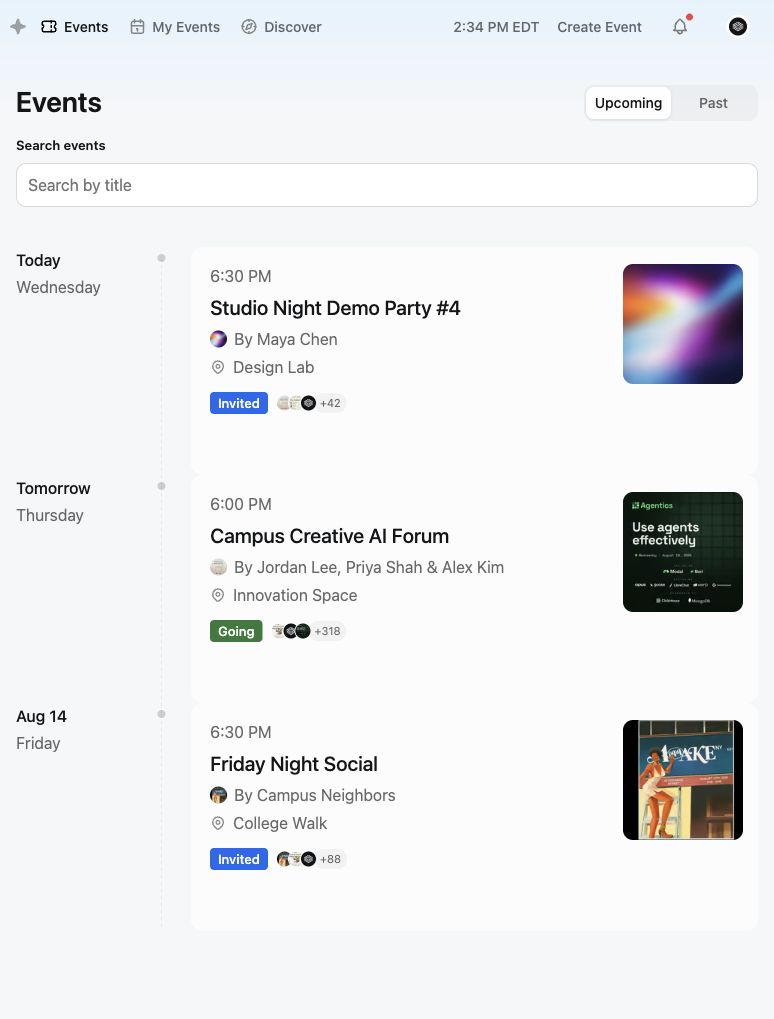 Events
My Events
Discover
2:34 PM EDT
Create Event
Events
Upcoming
Past
Search events
Search by title
Today
Wednesday
6:30 PM
Studio Night Demo Party #4
By Maya Chen
Design Lab
Invited
+42
Tomorrow
Thursday
6:00 PM
Campus Creative AI Forum
By Jordan Lee, Priya Shah & Alex Kim
Innovation Space
Going
+318
Agentics
Use agents
effectively
Modal
MongoDB
Aug 14
Friday
6:30 PM
Friday Night Social
By Campus Neighbors
College Walk
Invited
+88